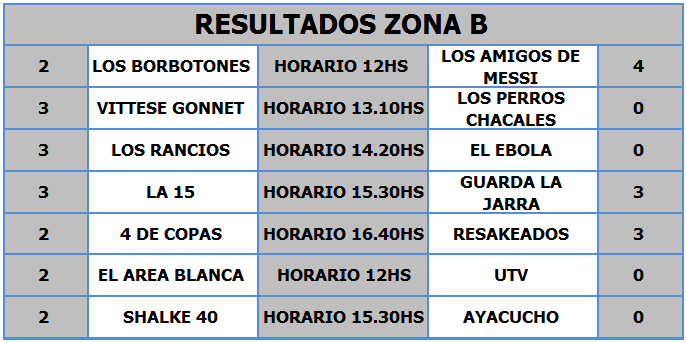 RESULTADOS ZONA B
2 LOS BORBOTONES HORARIO 12HS LOS AMIGOS DE MESSI 4
3 VITTESE GONNET HORARIO 13.10HS LOS PERROS CHACALES 0
3 LOS RANCIOS HORARIO 14.20HS EL EBOLA 0
3 LA 15 HORARIO 15.30HS GUARDA LA JARRA 3
2 4 DE COPAS HORARIO 16.40HS RESAKEADOS 3
2 EL AREA BLANCA HORARIO 12HS UTV 0
2 SHALKE 40 HORARIO 15.30HS AYACUCHO 0